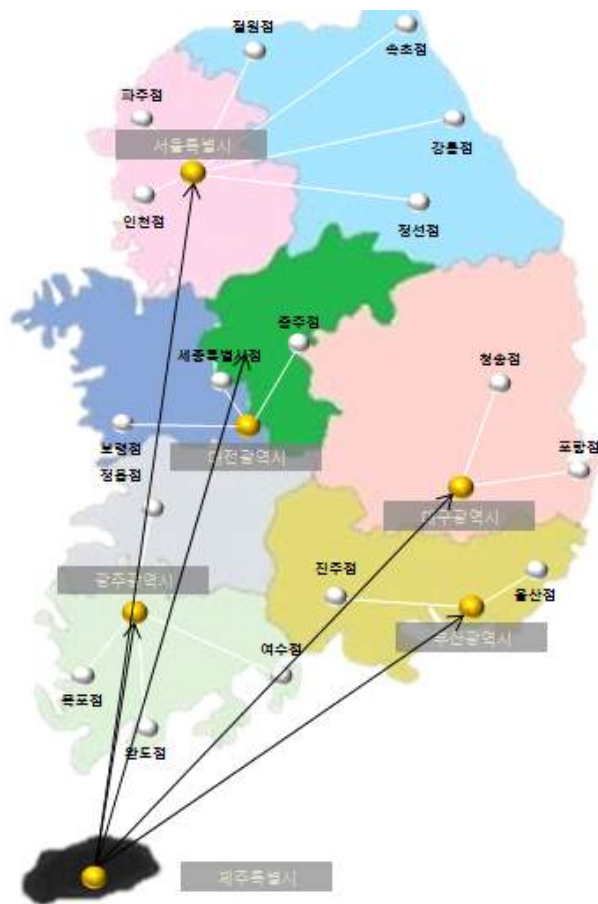 철원점
속초점
파주점
서울특별시
강릉점
인천점
정선점
충주점
세종특별시점
청송점
보령점
대전광역시
포항점
정읍점
대구광역시
광주광역시
진주점
울산점
부산광역시
여수점
목포점
완도점
제주특별시